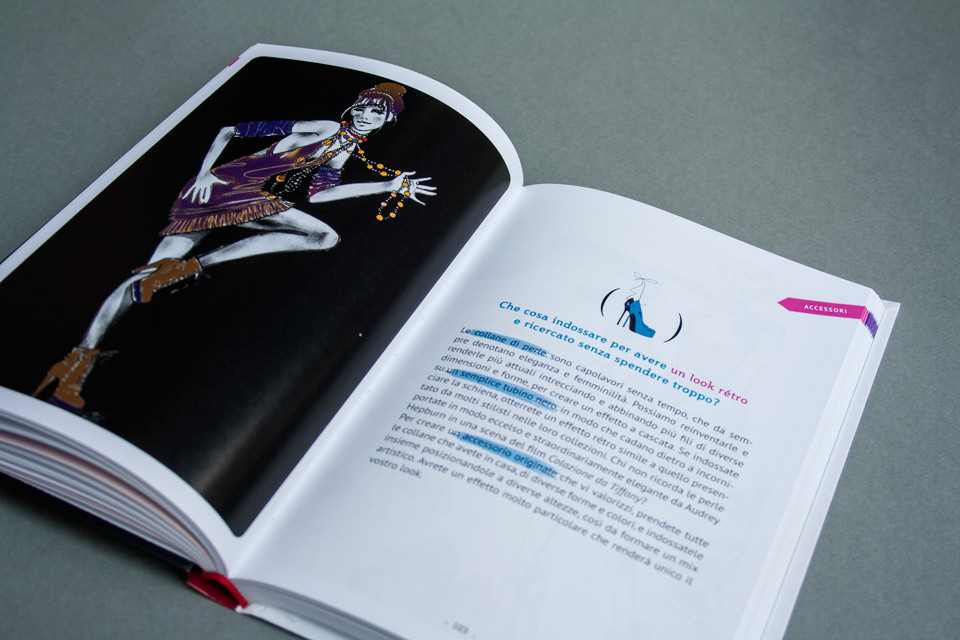 ACCESSORI
Che cosa indossare per avere un look rétro
e ricercato senza spendere troppo?
Le collane di perle sono capolavori senza tempo, che da sem-
pre denotano eleganza e femminilità. Possiamo reinventarle e
renderle più attuali intrecciando e abbinando più fili di diverse
dimensioni e forme, per creare un effetto a cascata. Se indossate
su un semplice tubino nero, in modo che cadano dietro a incorni-
ciare la schiena, otterrete un effetto rétro simile a quello presen-
tato da molti stilisti nelle loro collezioni. Chi non ricorda le perle
portate in modo eccelso e straordinariamente elegante da Audrey
Hepburn in una scena del film Colazione da Tiffany?
Per creare un accessorio originale che vi valorizzi, prendete tutte
le collane che avete in casa, di diverse forme e colori, e indossatele
insieme posizionandole a diverse altezze, così da formare un mix
artistico. Avrete un effetto molto particolare che renderà unico il
vostro look.